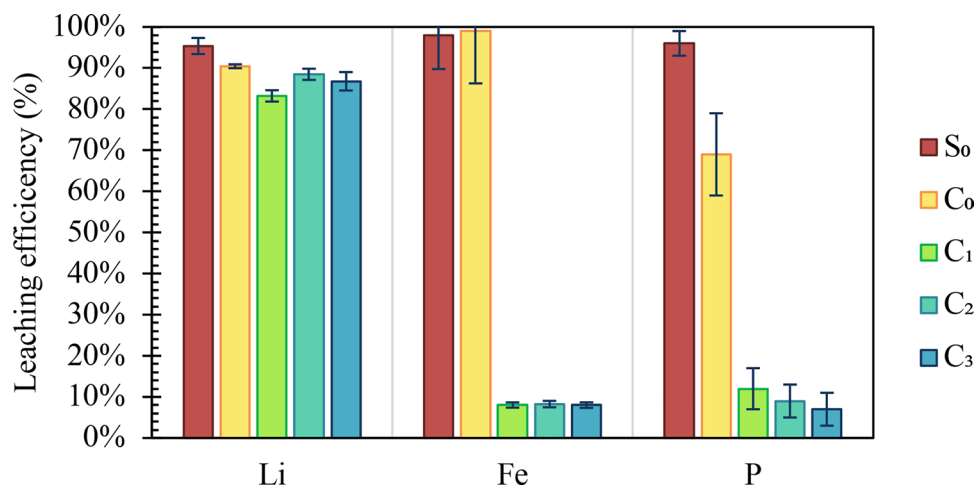 Leaching efficicency (%)
100%
90%
80%
70%
60%
50%
40%
30%
20%
10%
0%
Li Fe P
S₀
C₀
C₁
C₂
C₃